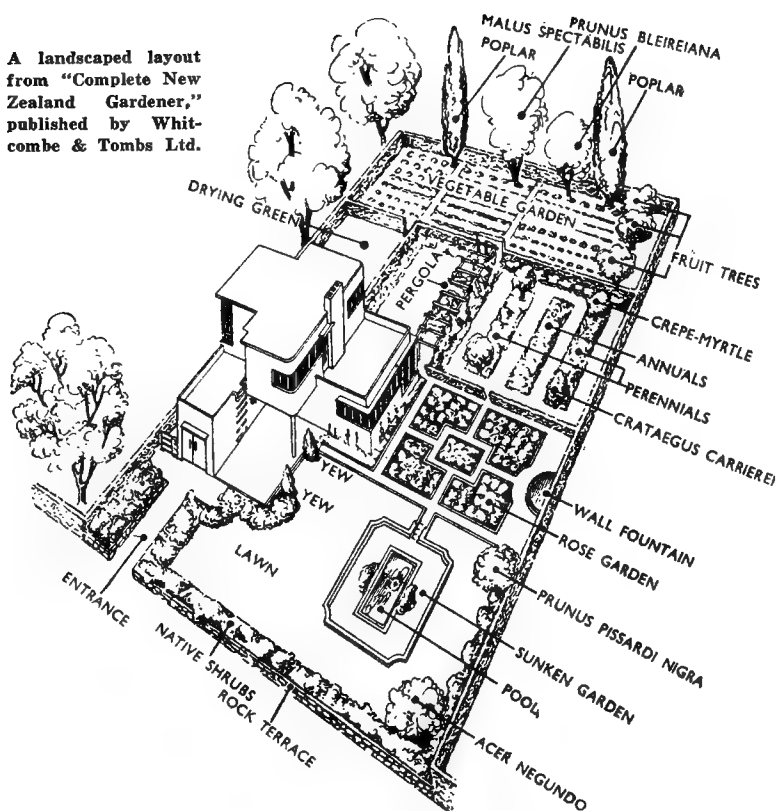 A landscaped layout
from "Complete New
Zealand Gardener,"
published by Whit-
combe & Tombs Ltd.
PRUNUS BLEIREIANA
MALUS SPECTABILIS
POPLAR
POPLAR
VEGETABLE GARDEN
DRYING GREEN
PERGOLA
FRUIT TREES
CREPE-MYRTLE
ANNUALS
PERENNIALS
CRATAEGUS CARRIEREI
YEW
YEW
WALL FOUNTAIN
ROSE GARDEN
LAWN
ENTRANCE
PRUNUS PISSARDI NIGRA
SUNKEN GARDEN
POOL
NATIVE SHRUBS
ROCK TERRACE
ACER NEGUNDO